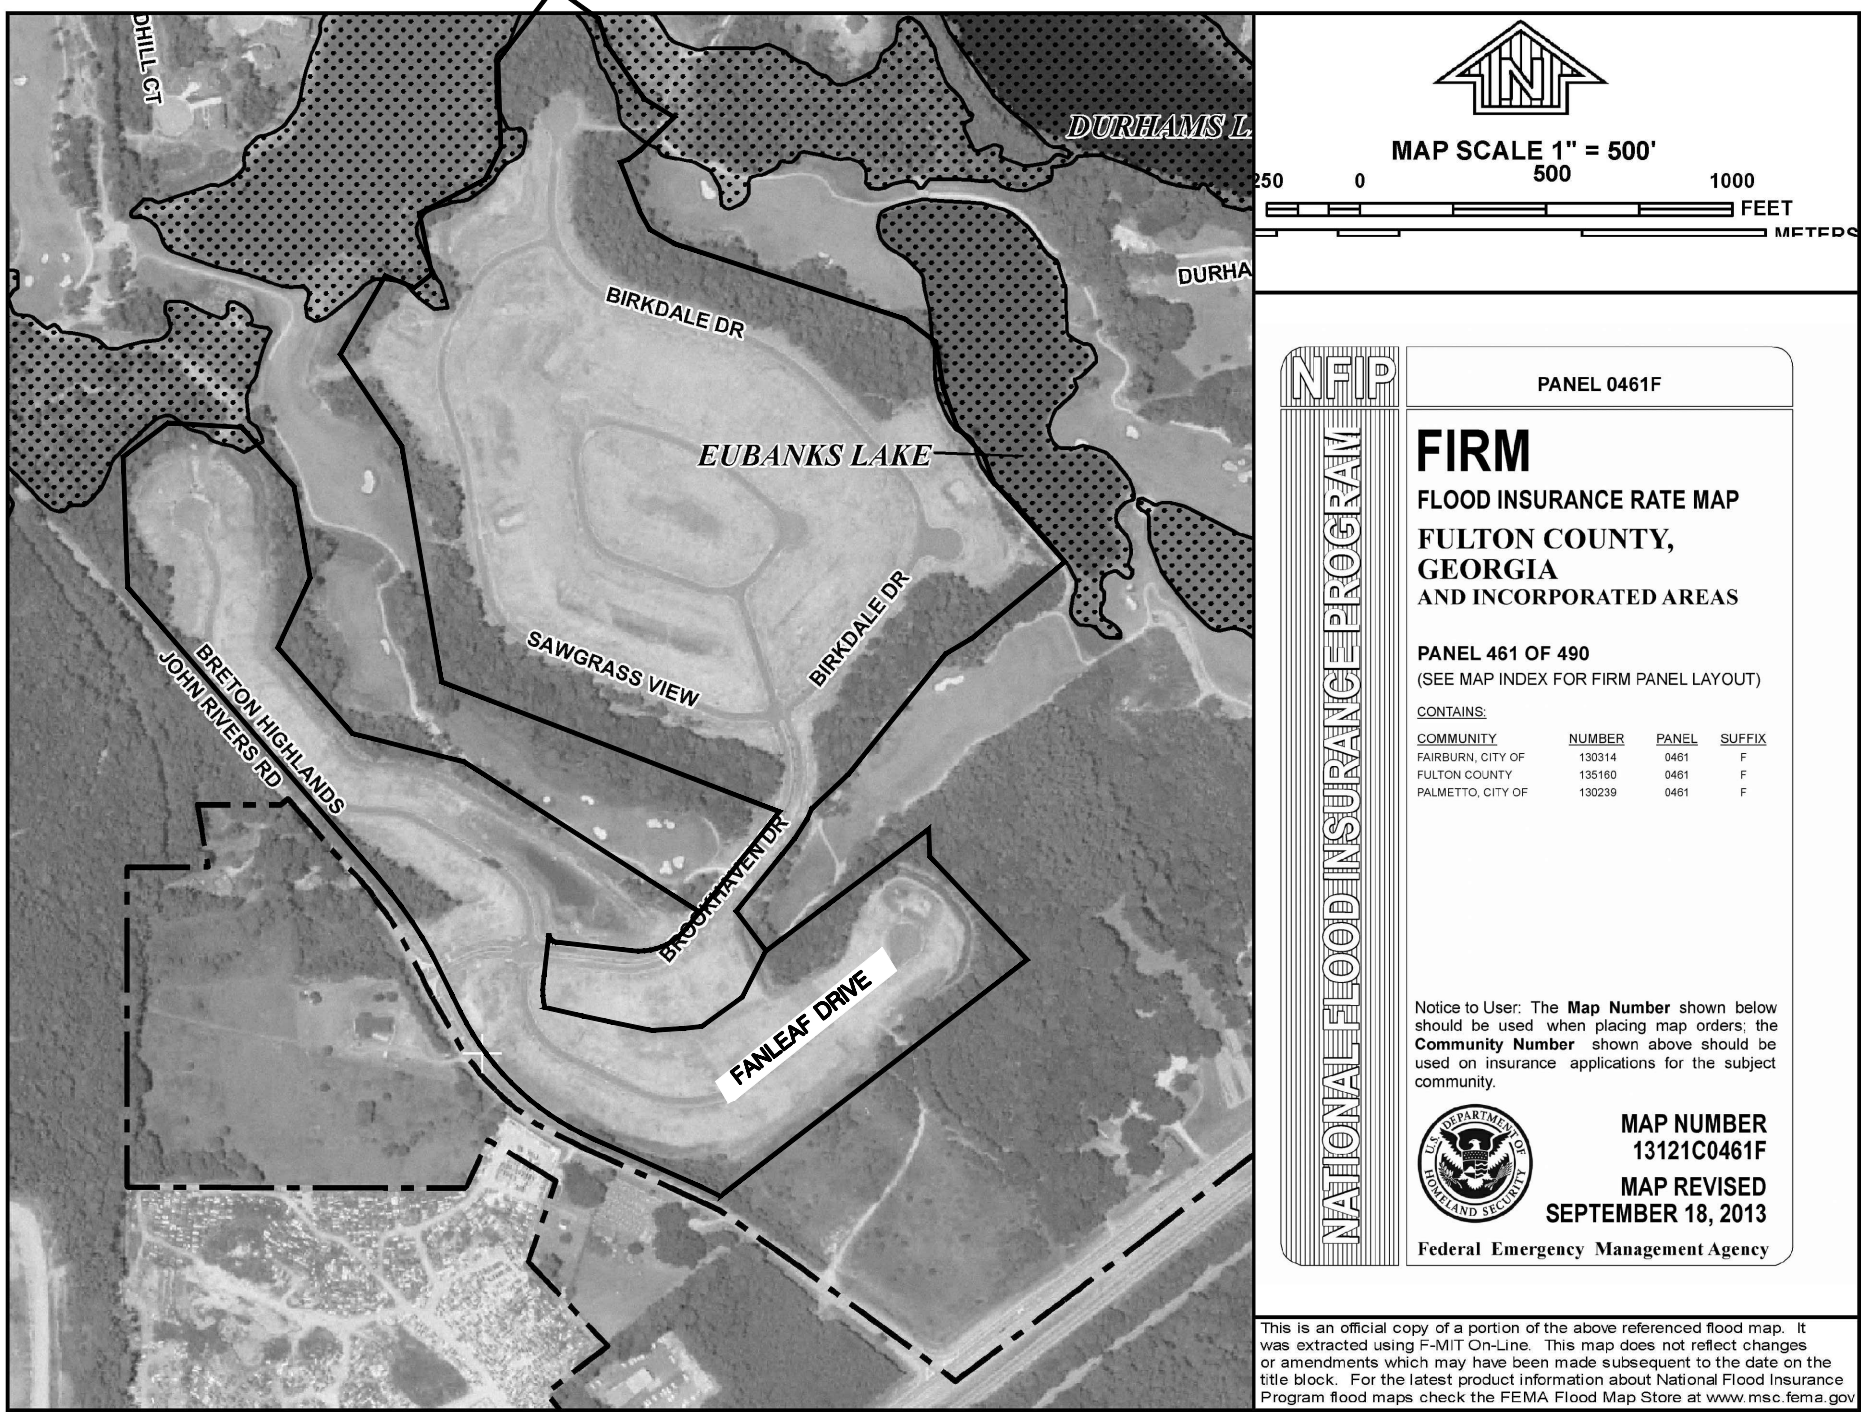 DHILL CT
DURHAMS L
DURHA
BIRKDALE DR
EUBANKS LAKE
BIRKDALE DR
SAWGRASS VIEW
BRETON HIGHLANDS
JOHN RIVERS RD
BROOKHAVEN DR
FANLEAF DRIVE
N
MAP SCALE 1" = 500'
250 0 500 1000
FEET
METERS
NFIP
PANEL 0461F
NATIONAL FLOOD INSURANCE PROGRAM
FIRM
FLOOD INSURANCE RATE MAP
FULTON COUNTY,
GEORGIA
AND INCORPORATED AREAS
PANEL 461 OF 490
(SEE MAP INDEX FOR FIRM PANEL LAYOUT)
CONTAINS:
COMMUNITY NUMBER PANEL SUFFIX
FAIRBURN, CITY OF 130314 0461 F
FULTON COUNTY 135160 0461 F
PALMETTO, CITY OF 130239 0461 F
Notice to User: The Map Number shown below
should be used when placing map orders; the
Community Number shown above should be
used on insurance applications for the subject
community.
U.S. DEPARTMENT OF
HOMELAND SECURITY
MAP NUMBER
13121C0461F
MAP REVISED
SEPTEMBER 18, 2013
Federal Emergency Management Agency
This is an official copy of a portion of the above referenced flood map. It
was extracted using F-MIT On-Line. This map does not reflect changes
or amendments which may have been made subsequent to the date on the
title block. For the latest product information about National Flood Insurance
Program flood maps check the FEMA Flood Map Store at www.msc.fema.gov